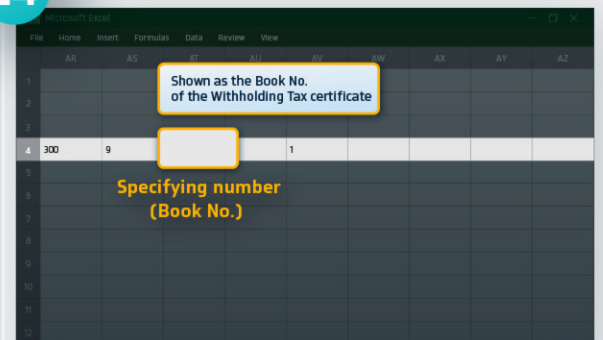 Microsoft Excel
File Home Insert Formulas Data Review View
AR AS AT AU AV AW AX AY AZ
Shown as the Book No.
of the Withholding Tax certificate
1
2
3
4 300 9 1
5
Specifying number
(Book No.)
6
7
8
9
10
11
12